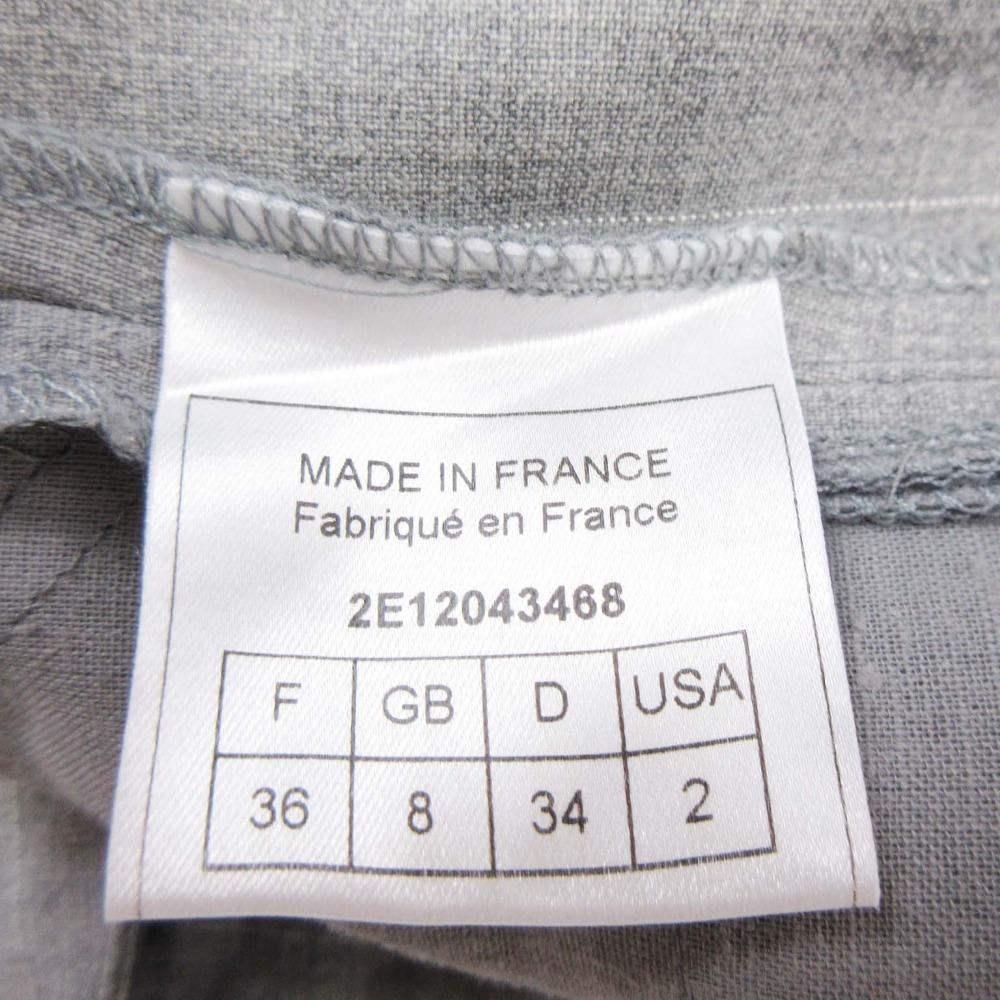 MADE IN FRANCE
Fabriqué en France
2E12043468
F GB D USA
36 8 34 2